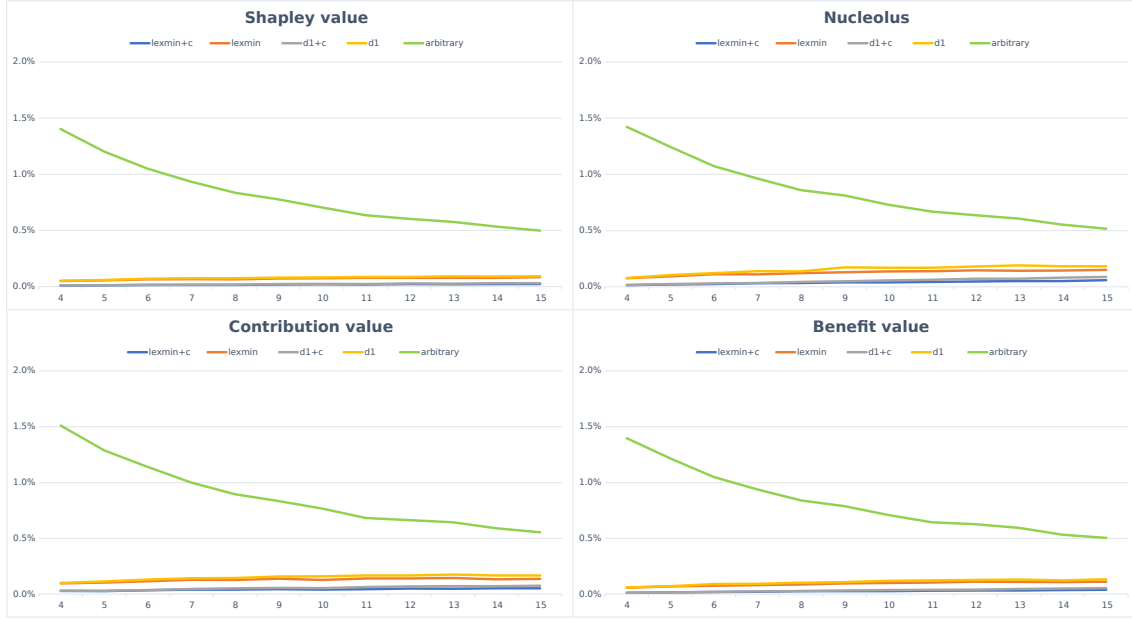 Shapley value
lexmin+c lexmin d1+c d1 arbitrary
2.0%
1.5%
1.0%
0.5%
0.0%
4 5 6 7 8 9 10 11 12 13 14 15
Nucleolus
lexmin+c lexmin d1+c d1 arbitrary
2.0%
1.5%
1.0%
0.5%
0.0%
4 5 6 7 8 9 10 11 12 13 14 15
Contribution value
lexmin+c lexmin d1+c d1 arbitrary
2.0%
1.5%
1.0%
0.5%
0.0%
4 5 6 7 8 9 10 11 12 13 14 15
Benefit value
lexmin+c lexmin d1+c d1 arbitrary
2.0%
1.5%
1.0%
0.5%
0.0%
4 5 6 7 8 9 10 11 12 13 14 15